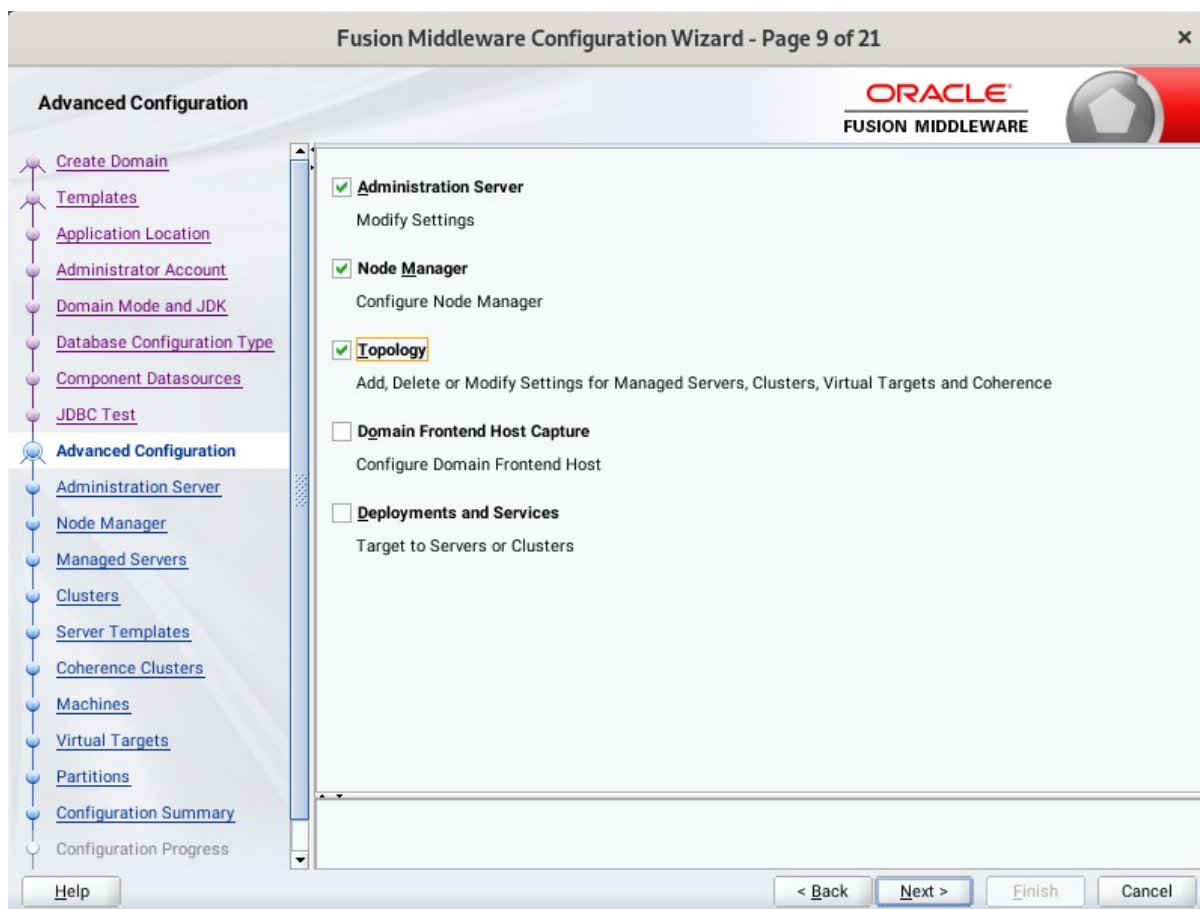 Fusion Middleware Configuration Wizard - Page 9 of 21
×
Advanced Configuration
ORACLE
FUSION MIDDLEWARE
Create Domain
Templates
Application Location
Administrator Account
Domain Mode and JDK
Database Configuration Type
Component Datasources
JDBC Test
Advanced Configuration
Administration Server
Node Manager
Managed Servers
Clusters
Server Templates
Coherence Clusters
Machines
Virtual Targets
Partitions
Configuration Summary
Configuration Progress
Administration Server
Modify Settings
Node Manager
Configure Node Manager
Topology
Add, Delete or Modify Settings for Managed Servers, Clusters, Virtual Targets and Coherence
Domain Frontend Host Capture
Configure Domain Frontend Host
Deployments and Services
Target to Servers or Clusters
Help
< Back
Next >
Finish
Cancel